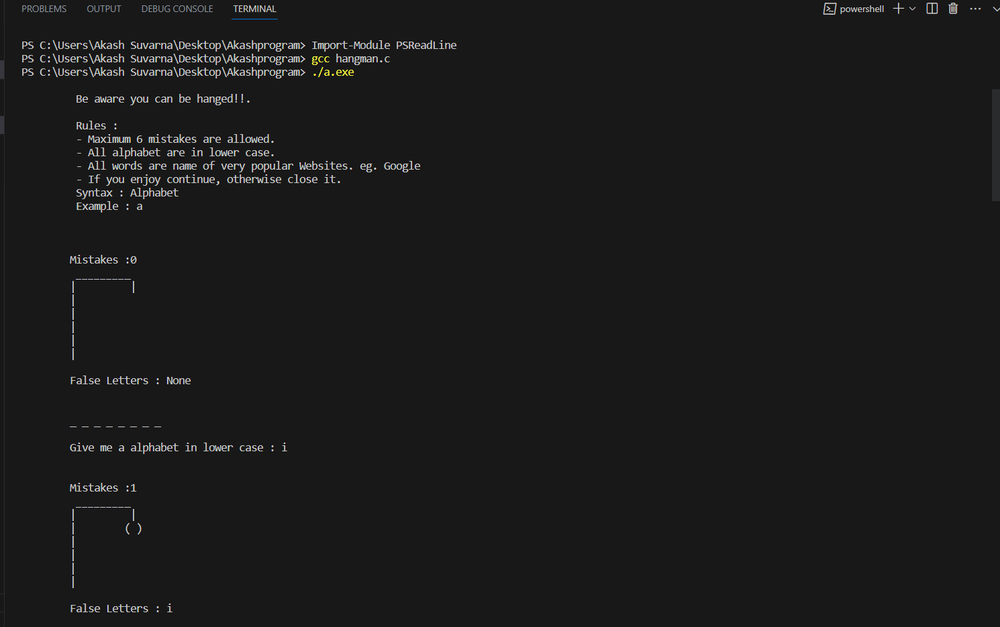 PROBLEMS OUTPUT DEBUG CONSOLE TERMINAL powershell
PS C:\Users\Akash Suvarna\Desktop\Akashprogram> Import-Module PSReadLine
PS C:\Users\Akash Suvarna\Desktop\Akashprogram> gcc hangman.c
PS C:\Users\Akash Suvarna\Desktop\Akashprogram> ./a.exe
Be aware you can be hanged!!.
Rules :
- Maximum 6 mistakes are allowed.
- All alphabet are in lower case.
- All words are name of very popular Websites. eg. Google
- If you enjoy continue, otherwise close it.
Syntax : Alphabet
Example : a
Mistakes :0
_________
|         |
|
|
|
|
|
False Letters : None
_ _ _ _ _ _ _ _
Give me a alphabet in lower case : i
Mistakes :1
_________
|         |
|        ( )
|
|
|
|
False Letters : i